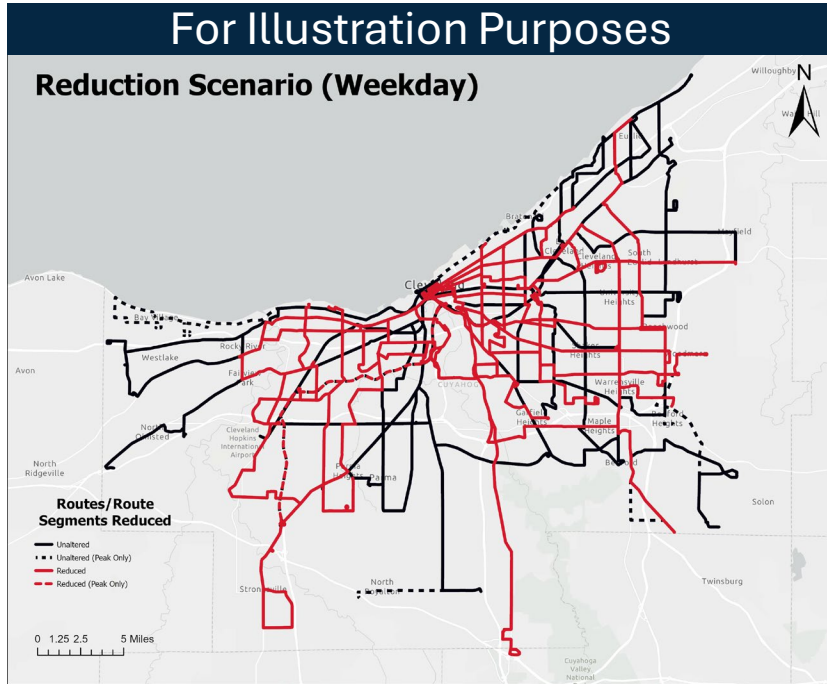 For Illustration Purposes
Reduction Scenario (Weekday)
Willoughby
N
Hill
Euclid
Mayfield
Cleveland
Cleveland
Heights
South
Avon Lake
Cleveland
Bay Village
University
Heights
Beachwood
Rocky River
Westlake
Heights
Avon
Fairview
Park
CUYAHOGA
Warrensville
Heights
Garfield
Heights
Bedford
Heights
Maple
Heights
North
Olmsted
Cleveland
Hopkins
International
Airport
Bedford
North
Ridgeville
Parma
Heights
Parma
Solon
Routes/Route
Segments Reduced
Unaltered
Unaltered (Peak Only)
Reduced
Reduced (Peak Only)
Strongsville
North
Royalton
Twinsburg
0 1.25 2.5 5 Miles
Cuyahoga
Valley
National